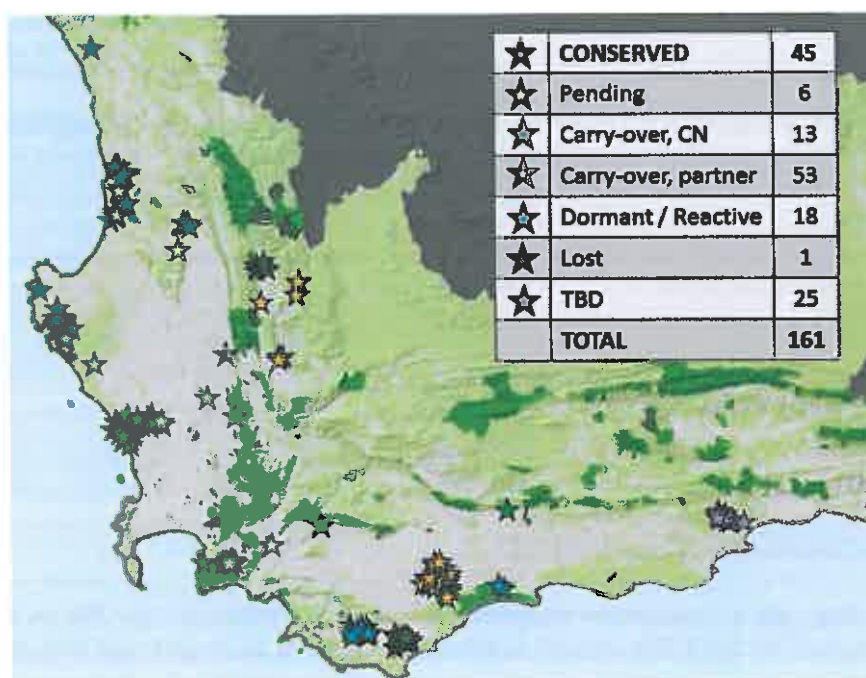 CONSERVED 45
Pending 6
Carry-over, CN 13
Carry-over, partner 53
Dormant / Reactive 18
Lost 1
TBD 25
TOTAL 161